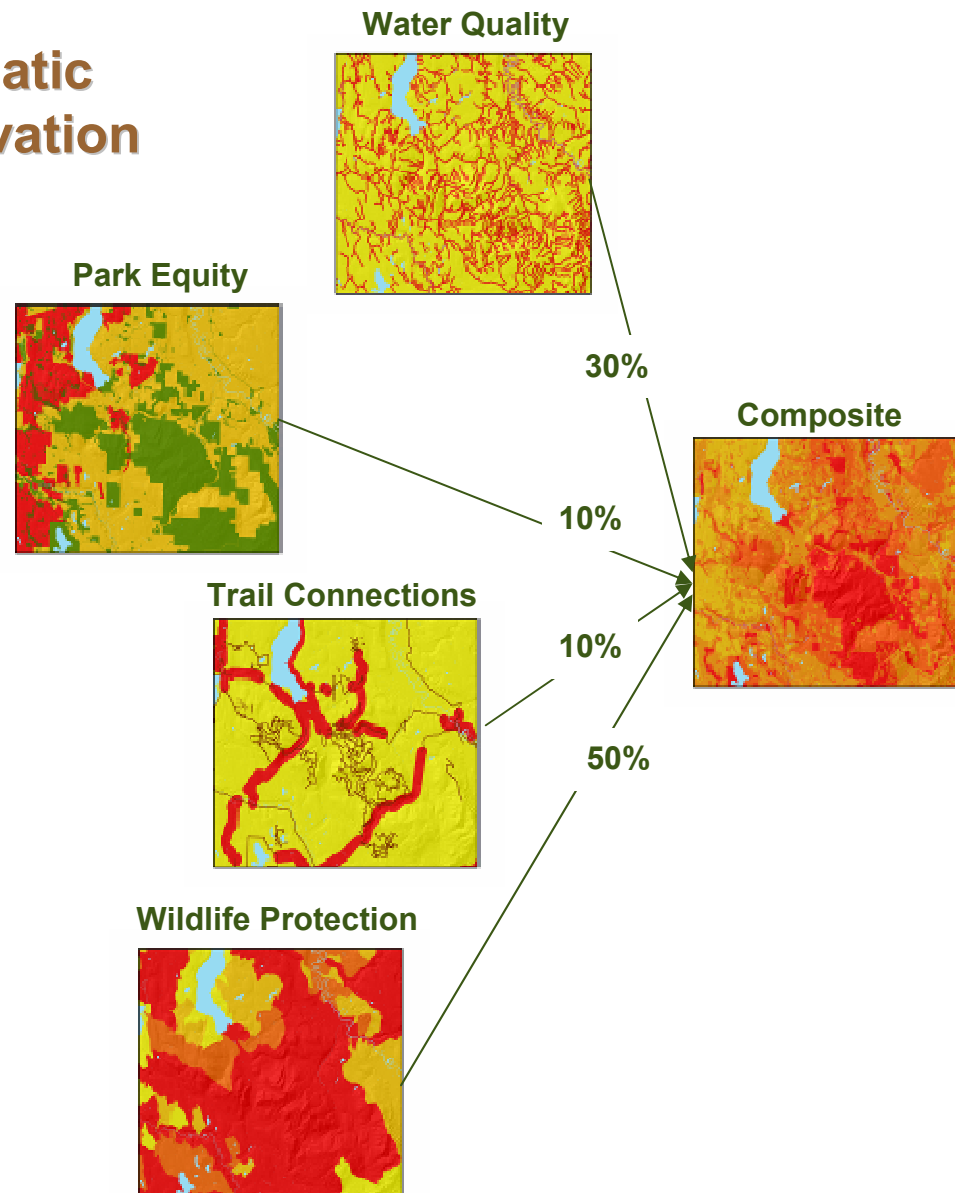 Water Quality
atic
vation
Park Equity
30%
Composite
10%
Trail Connections
10%
50%
Wildlife Protection